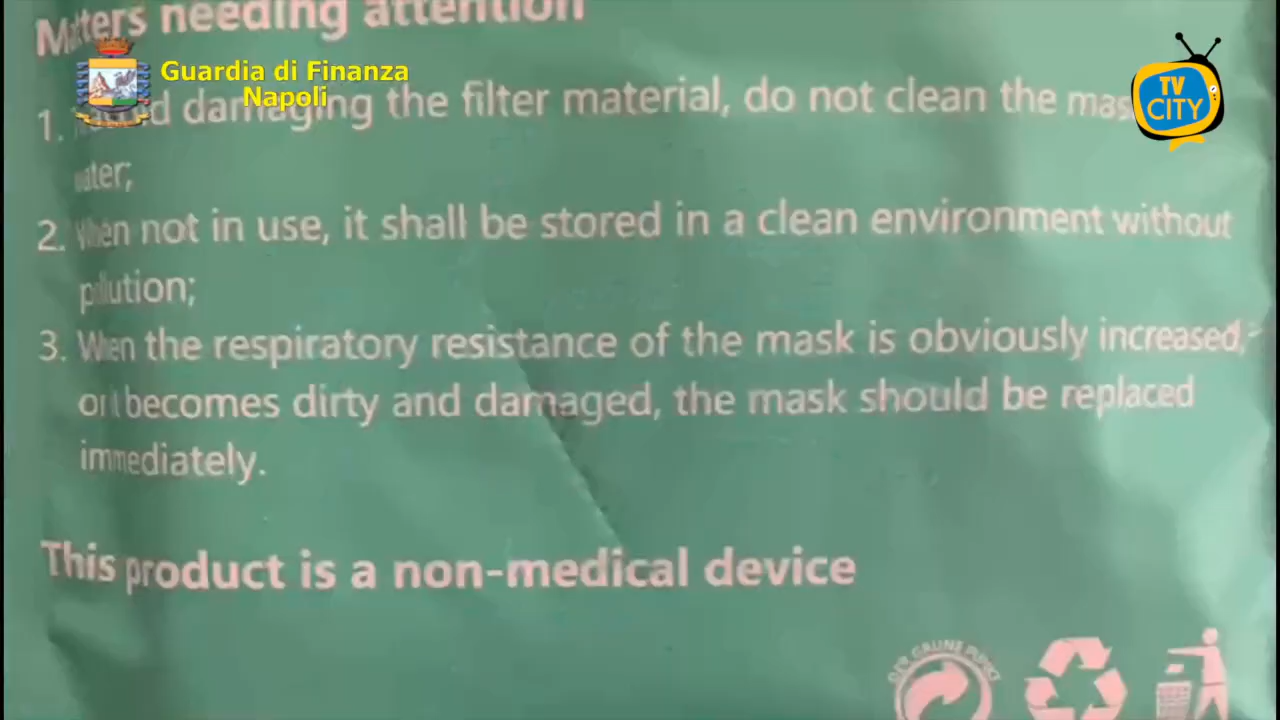 Matters needing attention
Guardia di Finanza
Napoli
TV
CITY
1. damaging the filter material, do not clean the
water;
2. When not in use, it shall be stored in a clean environment without
pollution;
3. When the respiratory resistance of the mask is obviously increased,
or it becomes dirty and damaged, the mask should be replaced
immediately.
This product is a non-medical device